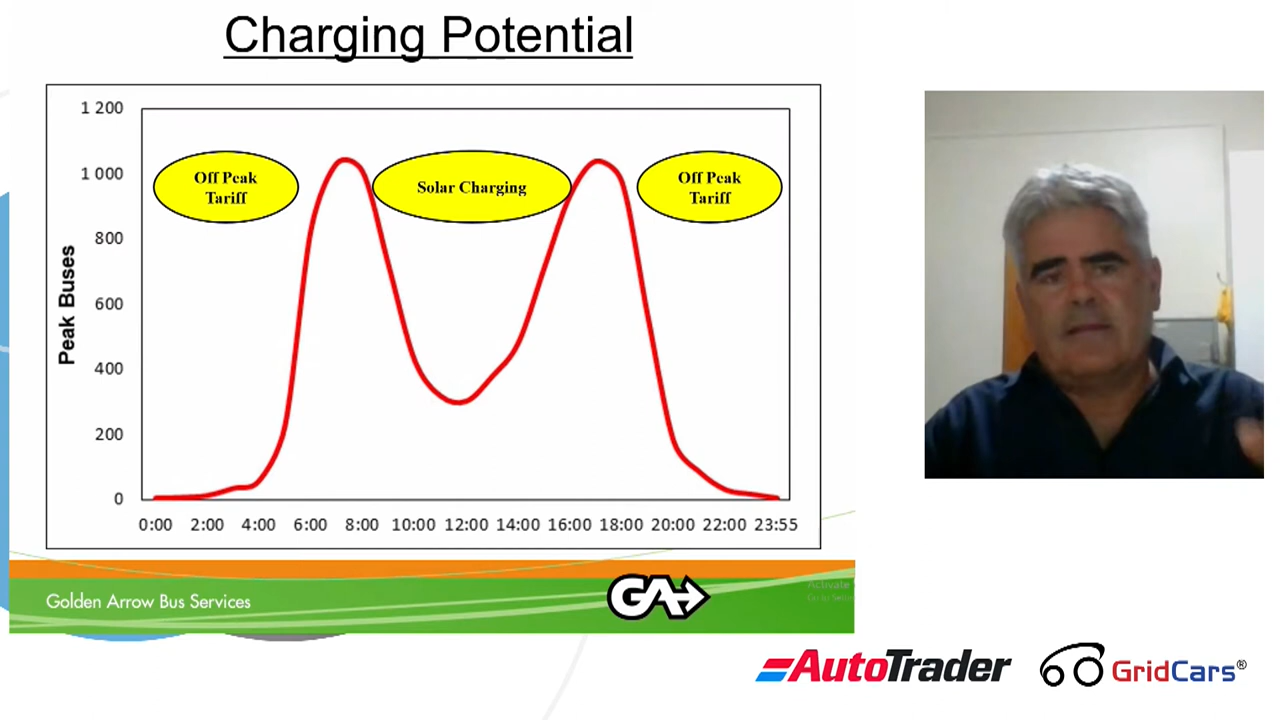 Charging Potential
1 200
1 000
800
600
400
200
0
Peak Buses
Off Peak
Tariff
Solar Charging
Off Peak
Tariff
0:00 2:00 4:00 6:00 8:00 10:00 12:00 14:00 16:00 18:00 20:00 22:00 23:55
Golden Arrow Bus Services
GA
Activate
AutoTrader
GridCars®